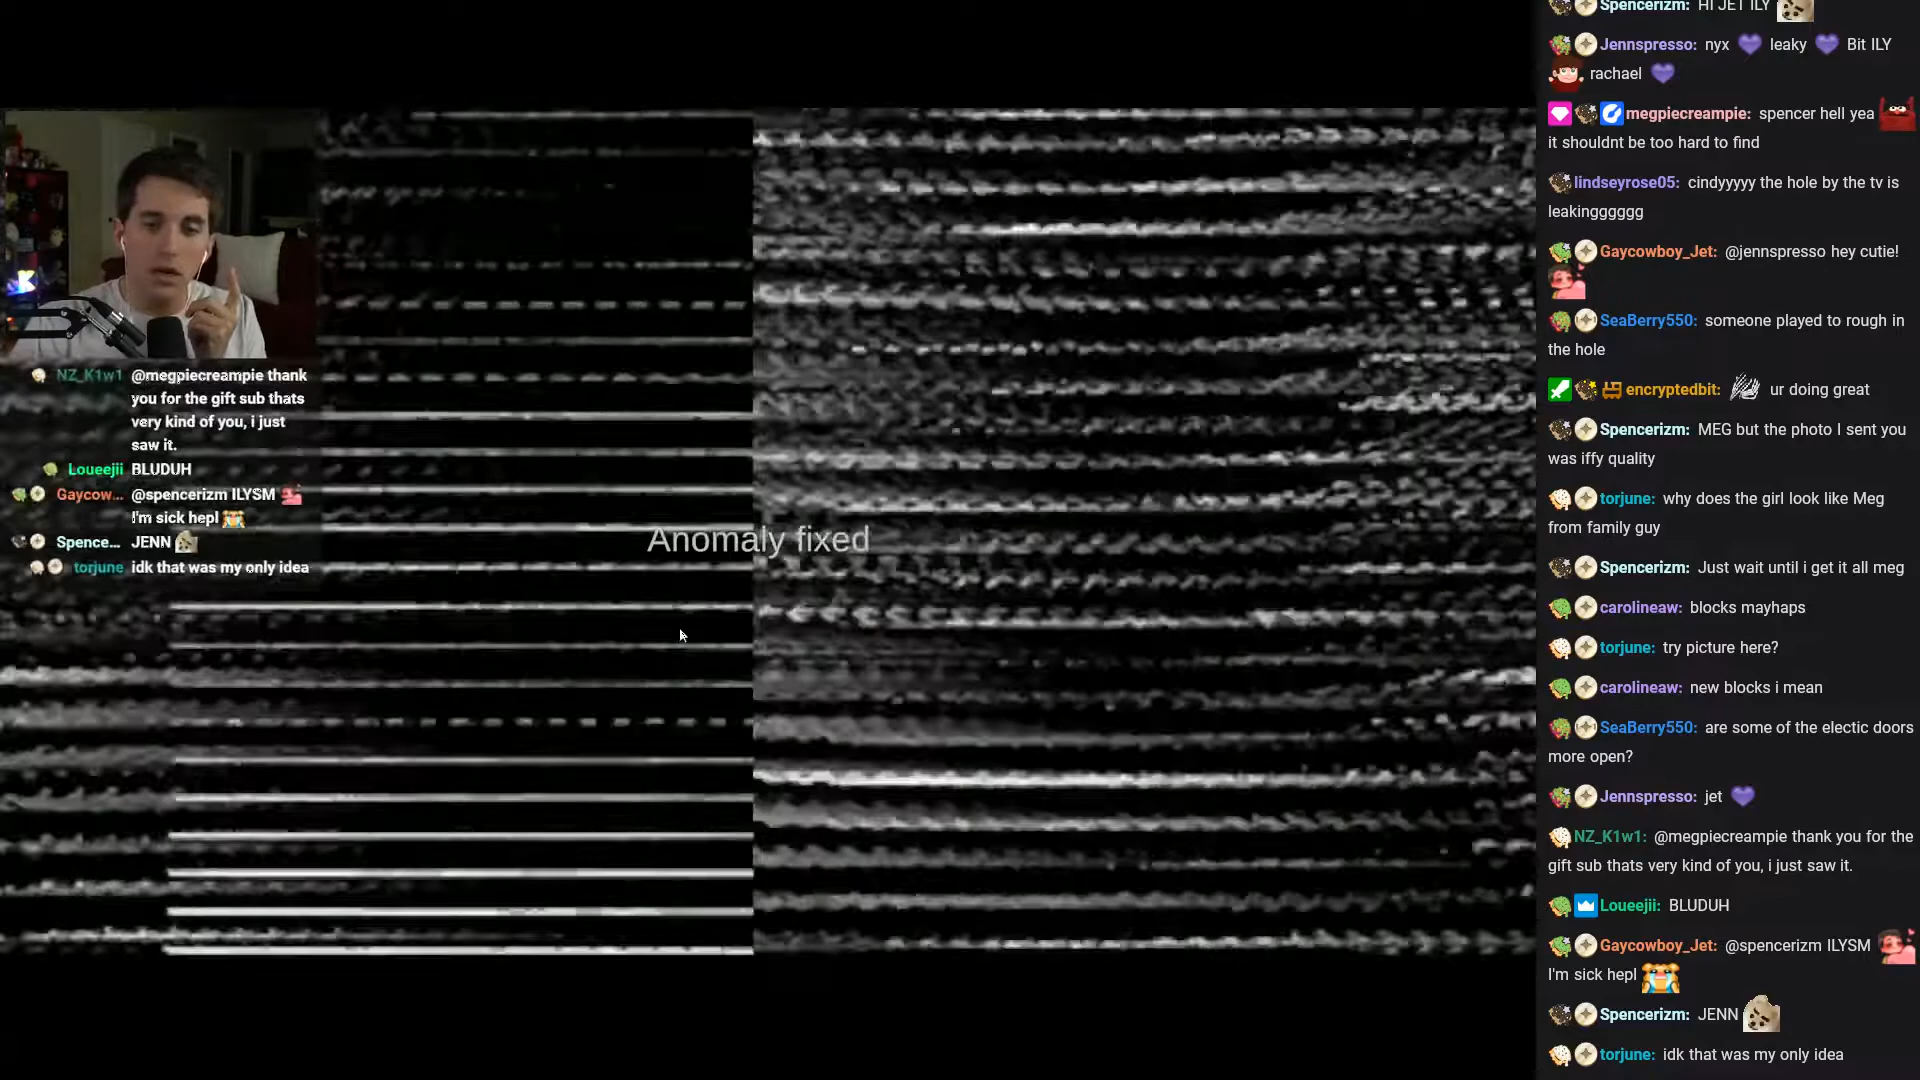 @megpiecreampie thank
NZ_K1w1 you for the gift sub thats
very kind of you, i just
saw it.
Loueejii BLUDUH
Gaycow... @spencerizm ILYSM
I'm sick hepl
Spence... JENN
torjune idk that was my only idea
Anomaly fixed
Spencerizm: HI JET ILY
Jennspresso: nyx leaky Bit ILY
rachael
megpiecreampie: spencer hell yea
it shouldnt be too hard to find
lindseyrose05: cindyyyyy the hole by the tv is
leakingggggg
Gaycowboy_Jet: @jennspresso hey cutie!
SeaBerry550: someone played to rough in
the hole
encryptedbit: ur doing great
Spencerizm: MEG but the photo I sent you
was iffy quality
torjune: why does the girl look like Meg
from family guy
Spencerizm: Just wait until i get it all meg
carolineaw: blocks mayhaps
torjune: try picture here?
carolineaw: new blocks i mean
SeaBerry550: are some of the electic doors
more open?
Jennspresso: jet
NZ_K1w1: @megpiecreampie thank you for the
gift sub thats very kind of you, i just saw it.
Loueejii: BLUDUH
Gaycowboy_Jet: @spencerizm ILYSM
I'm sick hepl
Spencerizm: JENN
torjune: idk that was my only idea